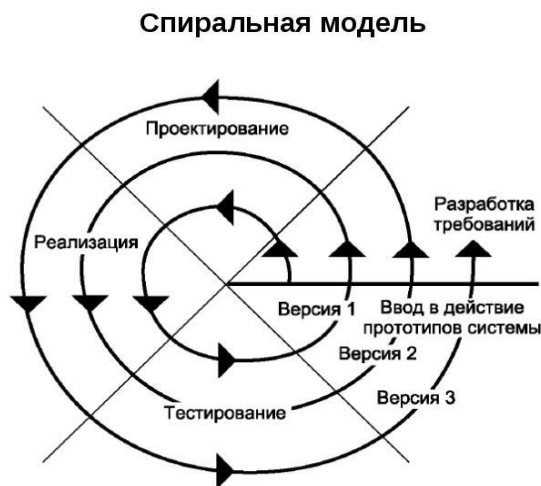 Спиральная модель
Проектирование
Разработка
требований
Реализация
Версия 1
Ввод в действие
прототипов системы
Версия 2
Версия 3
Тестирование